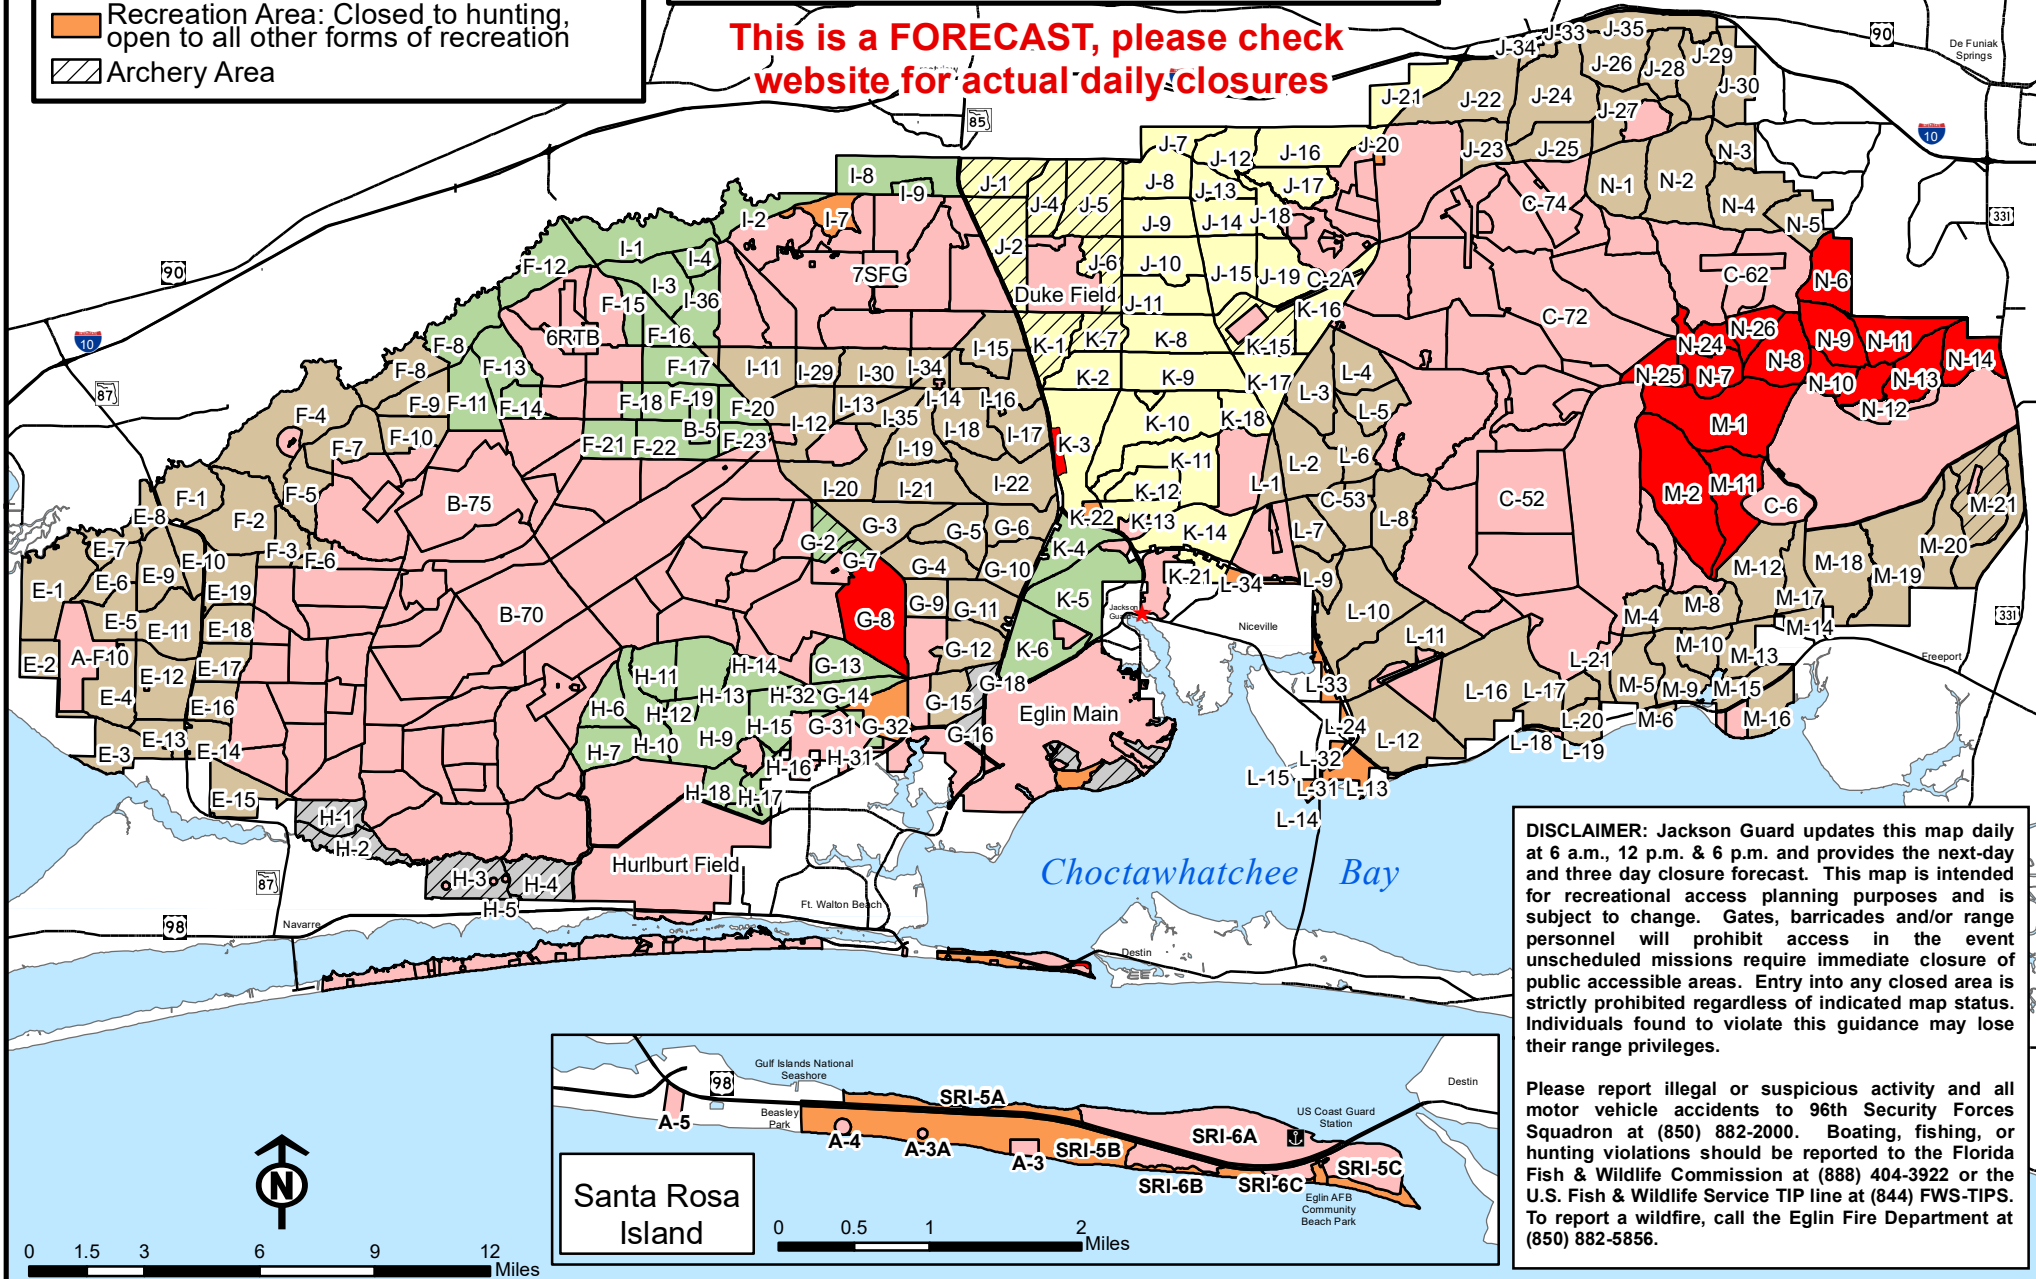 Recreation Area: Closed to hunting,
open to all other forms of recreation
Archery Area
This is a FORECAST, please check
website for actual daily closures
90
De Funiak
Springs
85
10
331
90
10
87
J-34
J-33
J-35
J-26
J-28
J-29
J-30
J-21
J-22
J-24
J-27
J-7
J-12
J-16
J-20
J-23
J-25
N-3
I-8
I-9
J-1
J-4
J-5
J-8
J-13
J-17
N-1
N-2
I-2
I-7
J-9
J-14
J-18
C-74
N-4
N-5
I-1
I-4
F-12
I-3
I-36
7SFG
J-2
J-6
J-10
J-15
J-19
C-2A
C-62
N-6
F-15
Duke Field
J-11
K-16
C-72
F-16
6RTB
F-8
F-13
F-17
I-11
I-29
I-30
I-34
I-15
K-1
K-7
K-8
K-15
N-26
N-24
N-8
N-9
N-11
N-14
F-8
K-2
K-9
K-17
L-4
L-3
N-25
N-7
N-10
N-13
N-12
F-9
F-11
F-14
F-18
F-19
F-20
I-13
I-14
I-16
I-35
F-4
F-7
F-10
F-21
F-22
B-5
F-23
I-12
I-18
I-17
I-19
K-3
K-10
K-18
L-5
M-1
K-11
L-2
L-6
F-1
F-5
B-75
I-20
I-21
I-22
K-12
L-1
C-53
C-52
M-2
M-11
C-6
M-21
E-8
F-2
G-3
G-5
G-6
K-22
K-13
K-14
L-7
L-8
E-7
E-10
F-3
F-6
G-2
G-7
K-4
M-20
E-1
E-6
E-9
E-19
G-4
G-10
K-21
L-34
L-9
M-12
M-18
M-19
E-5
E-11
E-18
B-70
G-8
G-9
G-11
K-5
Jackson
Guard
Niceville
L-10
L-11
M-4
M-8
M-17
M-14
331
E-2
A-F10
E-12
E-17
H-11
H-14
G-13
G-12
K-6
L-21
M-10
M-13
Freeport
E-4
E-16
H-6
H-12
H-13
H-32
G-14
G-15
G-18
L-33
L-16
L-17
M-5
M-9
M-15
E-3
E-13
E-14
H-7
H-10
H-9
H-15
G-31
G-32
G-16
Eglin Main
L-24
L-12
L-20
M-6
M-16
H-16
H-31
L-32
L-18
L-19
E-15
H-18
H-17
L-15
L-31
L-13
H-1
H-2
L-14
Hurlburt Field
H-3
H-4
H-5
87
98
Navarre
Ft. Walton Beach
Choctawhatchee Bay
Destin
DISCLAIMER: Jackson Guard updates this map daily
at 6 a.m., 12 p.m. & 6 p.m. and provides the next-day
and three day closure forecast. This map is intended
for recreational access planning purposes and is
subject to change. Gates, barricades and/or range
personnel will prohibit access in the event
unscheduled missions require immediate closure of
public accessible areas. Entry into any closed area is
strictly prohibited regardless of indicated map status.
Individuals found to violate this guidance may lose
their range privileges.
Please report illegal or suspicious activity and all
motor vehicle accidents to 96th Security Forces
Squadron at (850) 882-2000. Boating, fishing, or
hunting violations should be reported to the Florida
Fish & Wildlife Commission at (888) 404-3922 or the
U.S. Fish & Wildlife Service TIP line at (844) FWS-TIPS.
To report a wildfire, call the Eglin Fire Department at
(850) 882-5856.
Gulf Islands National
Seashore
98
Beasley
Park
A-5
SRI-5A
A-4
A-3A
A-3
SRI-5B
SRI-6A
US Coast Guard
Station
Destin
SRI-5C
SRI-6B
SRI-6C
Eglin AFB
Community
Beach Park
Santa Rosa
Island
0 0.5 1 2
Miles
N
0 1.5 3 6 9 12
Miles